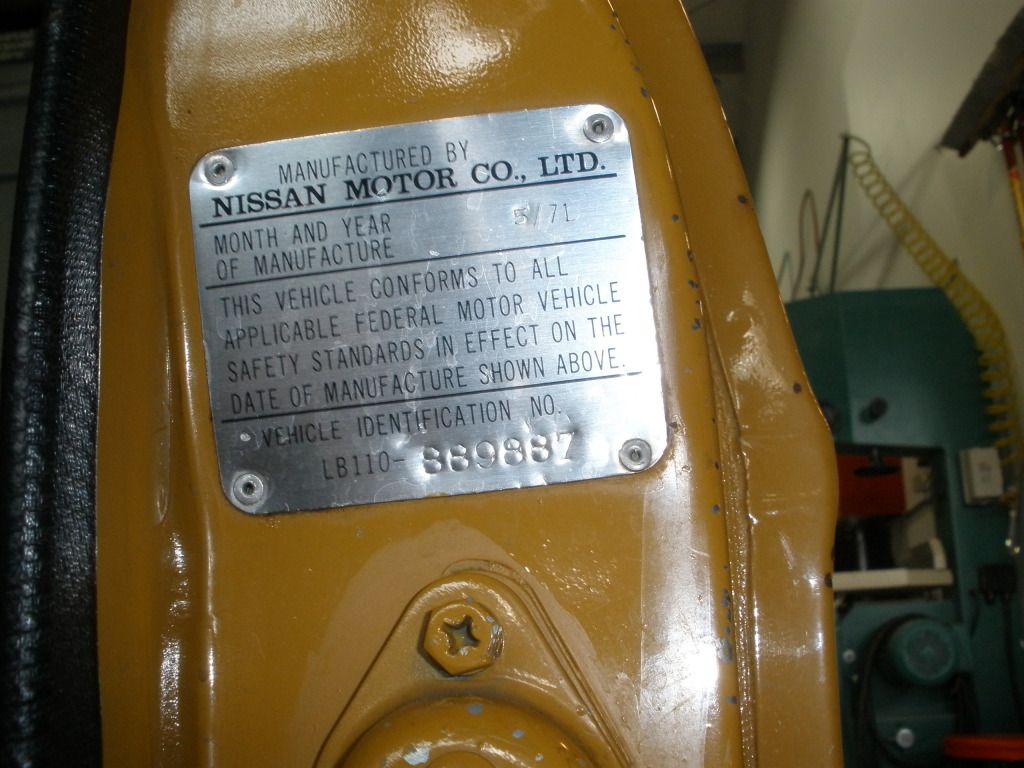 MANUFACTURED BY
NISSAN MOTOR CO., LTD.
MONTH AND YEAR 5/71
OF MANUFACTURE
THIS VEHICLE CONFORMS TO ALL
APPLICABLE FEDERAL MOTOR VEHICLE
SAFETY STANDARDS IN EFFECT ON THE
DATE OF MANUFACTURE SHOWN ABOVE.
VEHICLE IDENTIFICATION NO.
LB110-889887